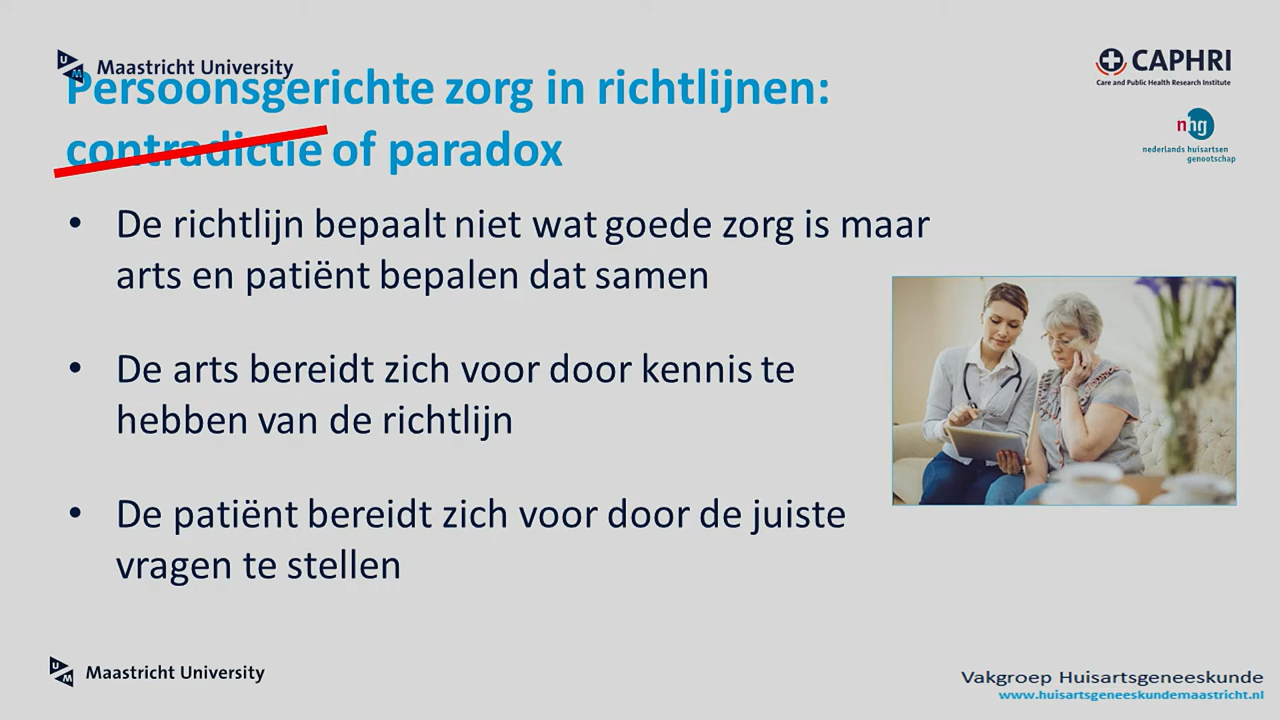 Maastricht University
Persoonsgerichte zorg in richtlijnen:
contradictie of paradox
CAPHRI
Care and Public Health Research Institute
nhg
nederlands huisartsen
genootschap
• De richtlijn bepaalt niet wat goede zorg is maar
arts en patiënt bepalen dat samen
• De arts bereidt zich voor door kennis te
hebben van de richtlijn
• De patiënt bereidt zich voor door de juiste
vragen te stellen
UM
Maastricht University
Vakgroep Huisartsgeneeskunde
www.huisartsgeneeskundemaastricht.nl